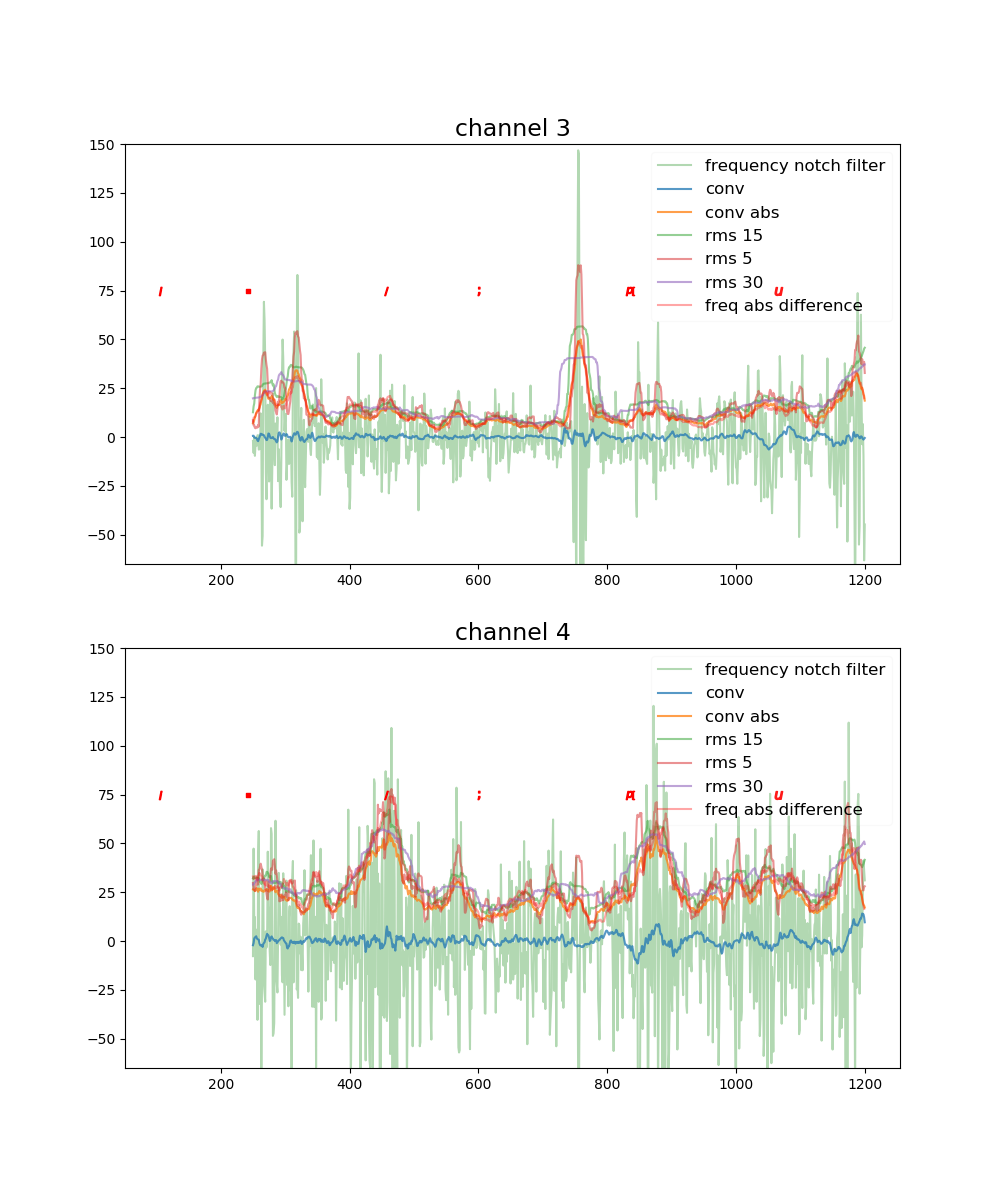 channel 3
150
125
100
75
50
25
0
−25
−50
frequency notch filter
conv
conv abs
rms 15
rms 5
rms 30
freq abs difference
/ . / ; u
200 400 600 800 1000 1200
channel 4
150
125
100
75
50
25
0
−25
−50
frequency notch filter
conv
conv abs
rms 15
rms 5
rms 30
freq abs difference
; u
200 400 600 800 1000 1200